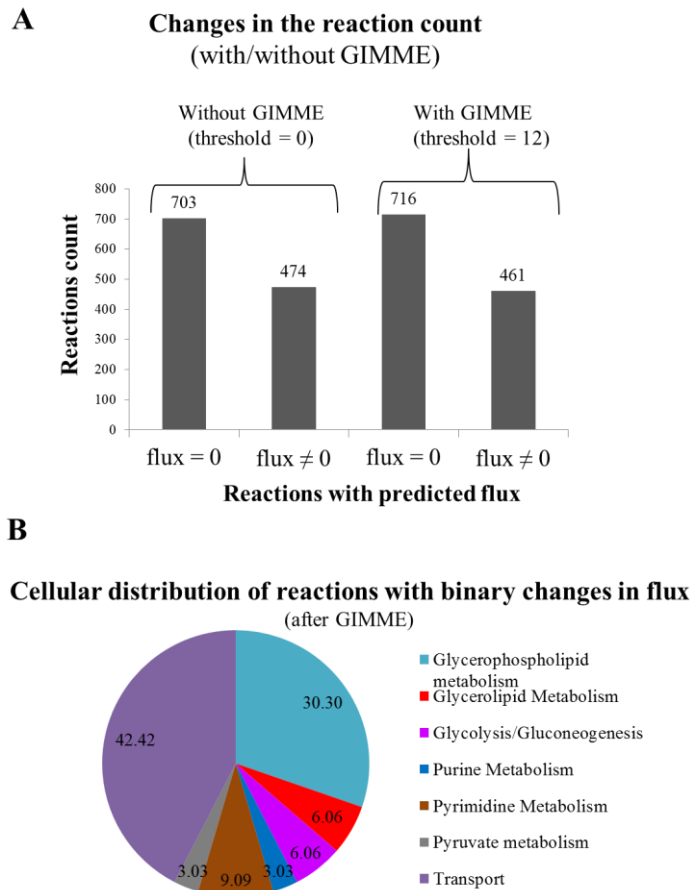 A
Changes in the reaction count
(with/without GIMME)
Without GIMME
(threshold = 0)
With GIMME
(threshold = 12)
800
700
600
500
400
300
200
100
0
Reactions count
703
474
716
461
flux = 0
flux ≠ 0
flux = 0
flux ≠ 0
Reactions with predicted flux
B
Cellular distribution of reactions with binary changes in flux
(after GIMME)
30.30
6.06
6.06
3.03
9.09
3.03
42.42
Glycerophospholipid
metabolism
Glycerolipid Metabolism
Glycolysis/Gluconeogenesis
Purine Metabolism
Pyrimidine Metabolism
Pyruvate metabolism
Transport